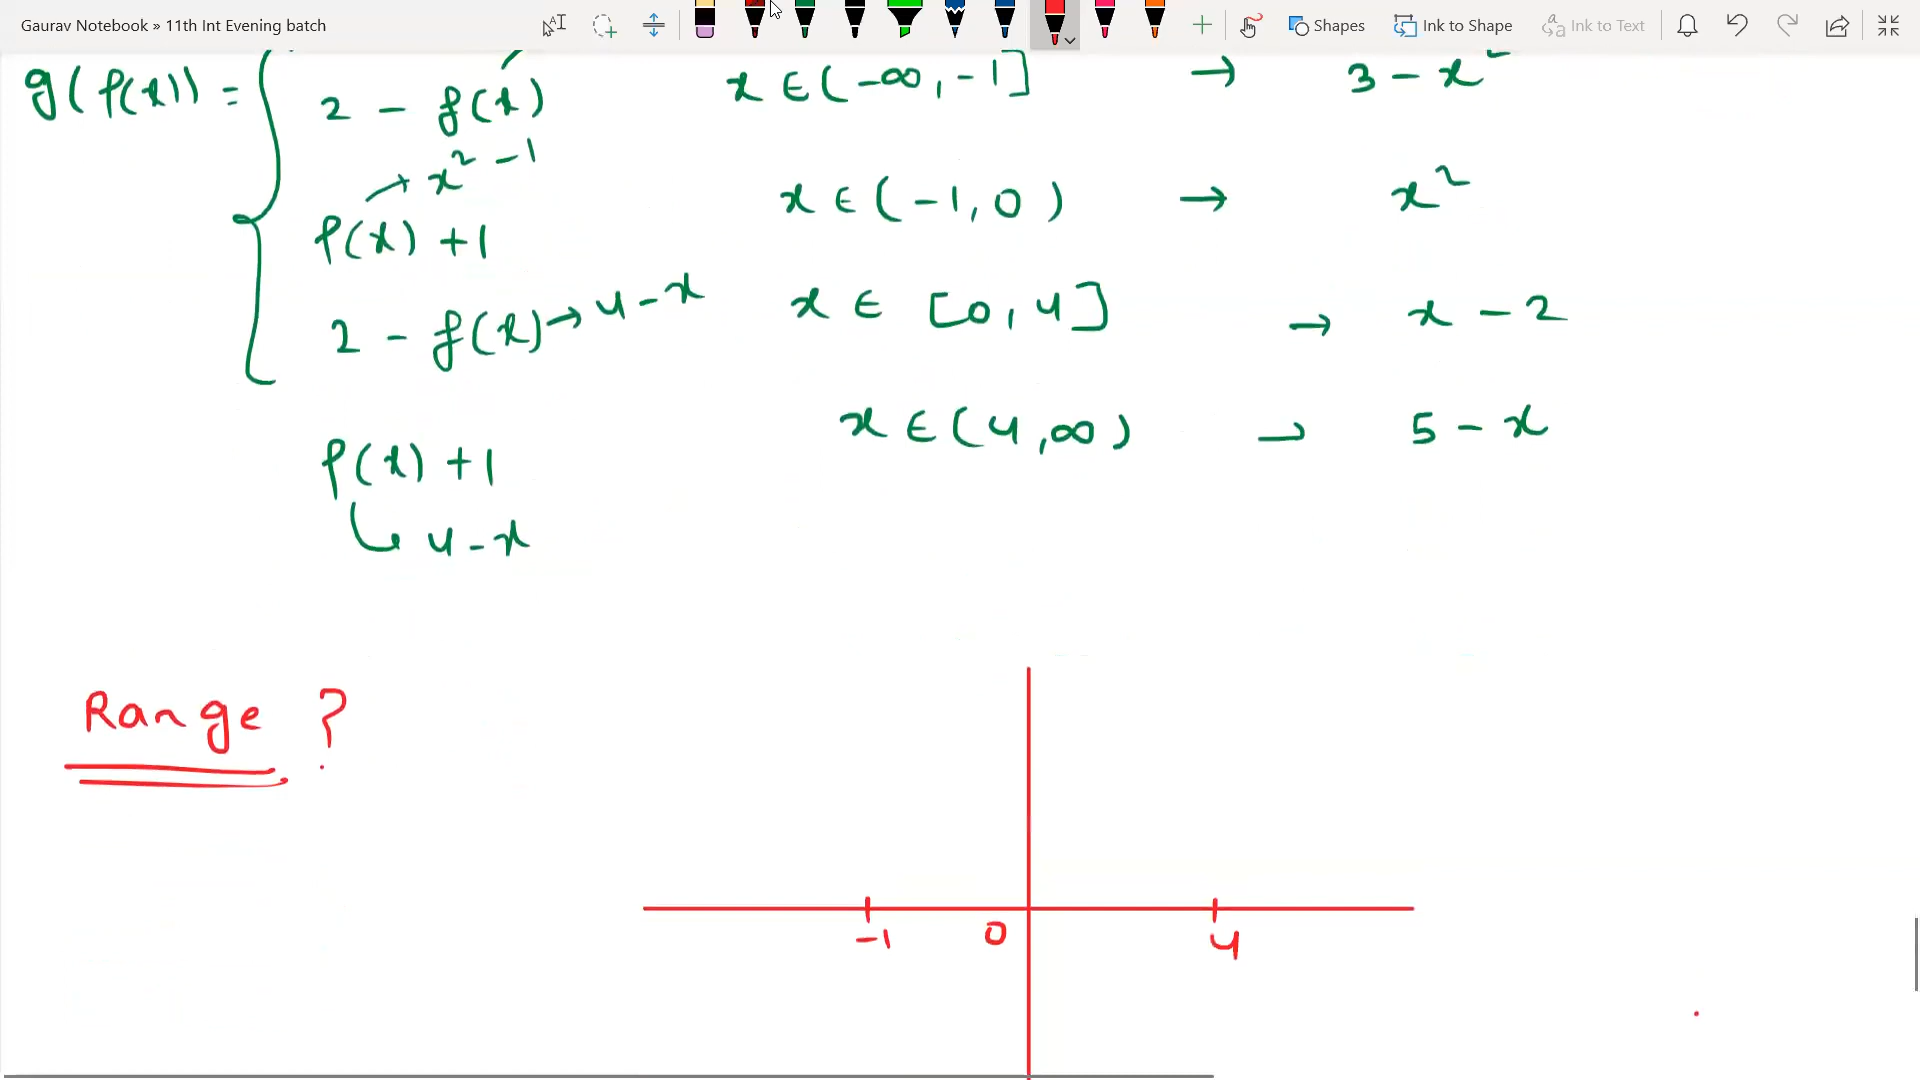 Gaurav Notebook » 11th Int Evening batch
Shapes
Ink to Shape
Ink to Text
g(f(x)) = { 2 - f(x) x ∈ (-∞, -1] → 3 - x²
→ x² - 1
f(x) + 1 x ∈ (-1, 0) → x²
2 - f(x) → 4 - x x ∈ [0, 4] → x - 2
f(x) + 1 x ∈ (4, ∞) → 5 - x
↳ 4 - x
Range ?
-1 0 4